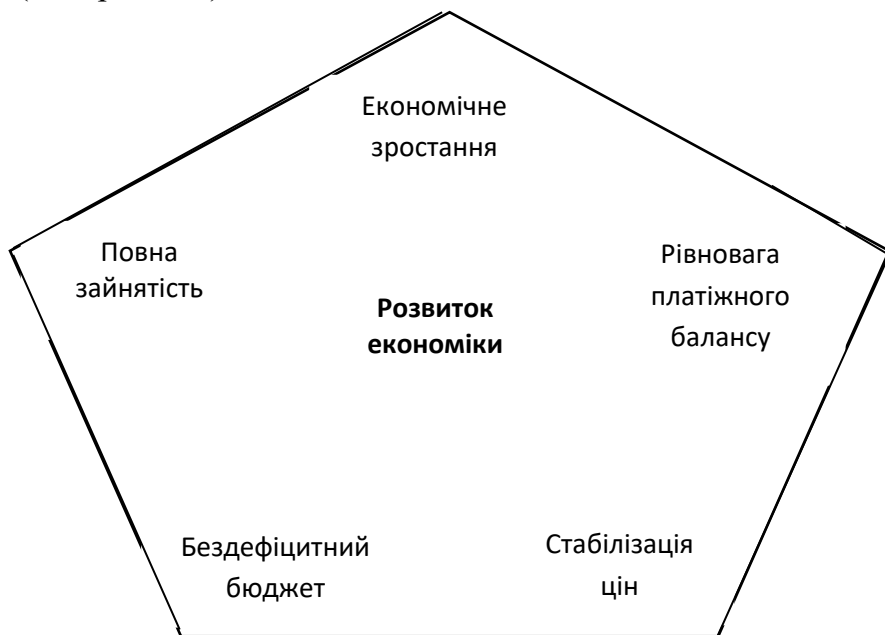 Економічне
зростання
Повна
зайнятість
Рівновага
платіжного
балансу
Розвиток
економіки
Бездефіцитний
бюджет
Стабілізація
цін